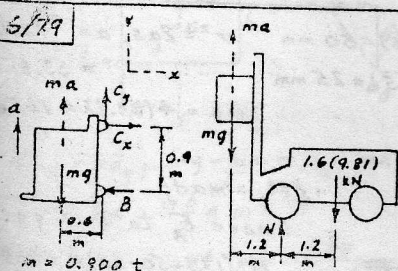 5/79
y
x
ma
a
Cy
Cx
mg
0.9
m
B
0.6
m
m = 0.900 t
ma
mg
1.6(9.81)
kN
N
1.2
m
1.2
m